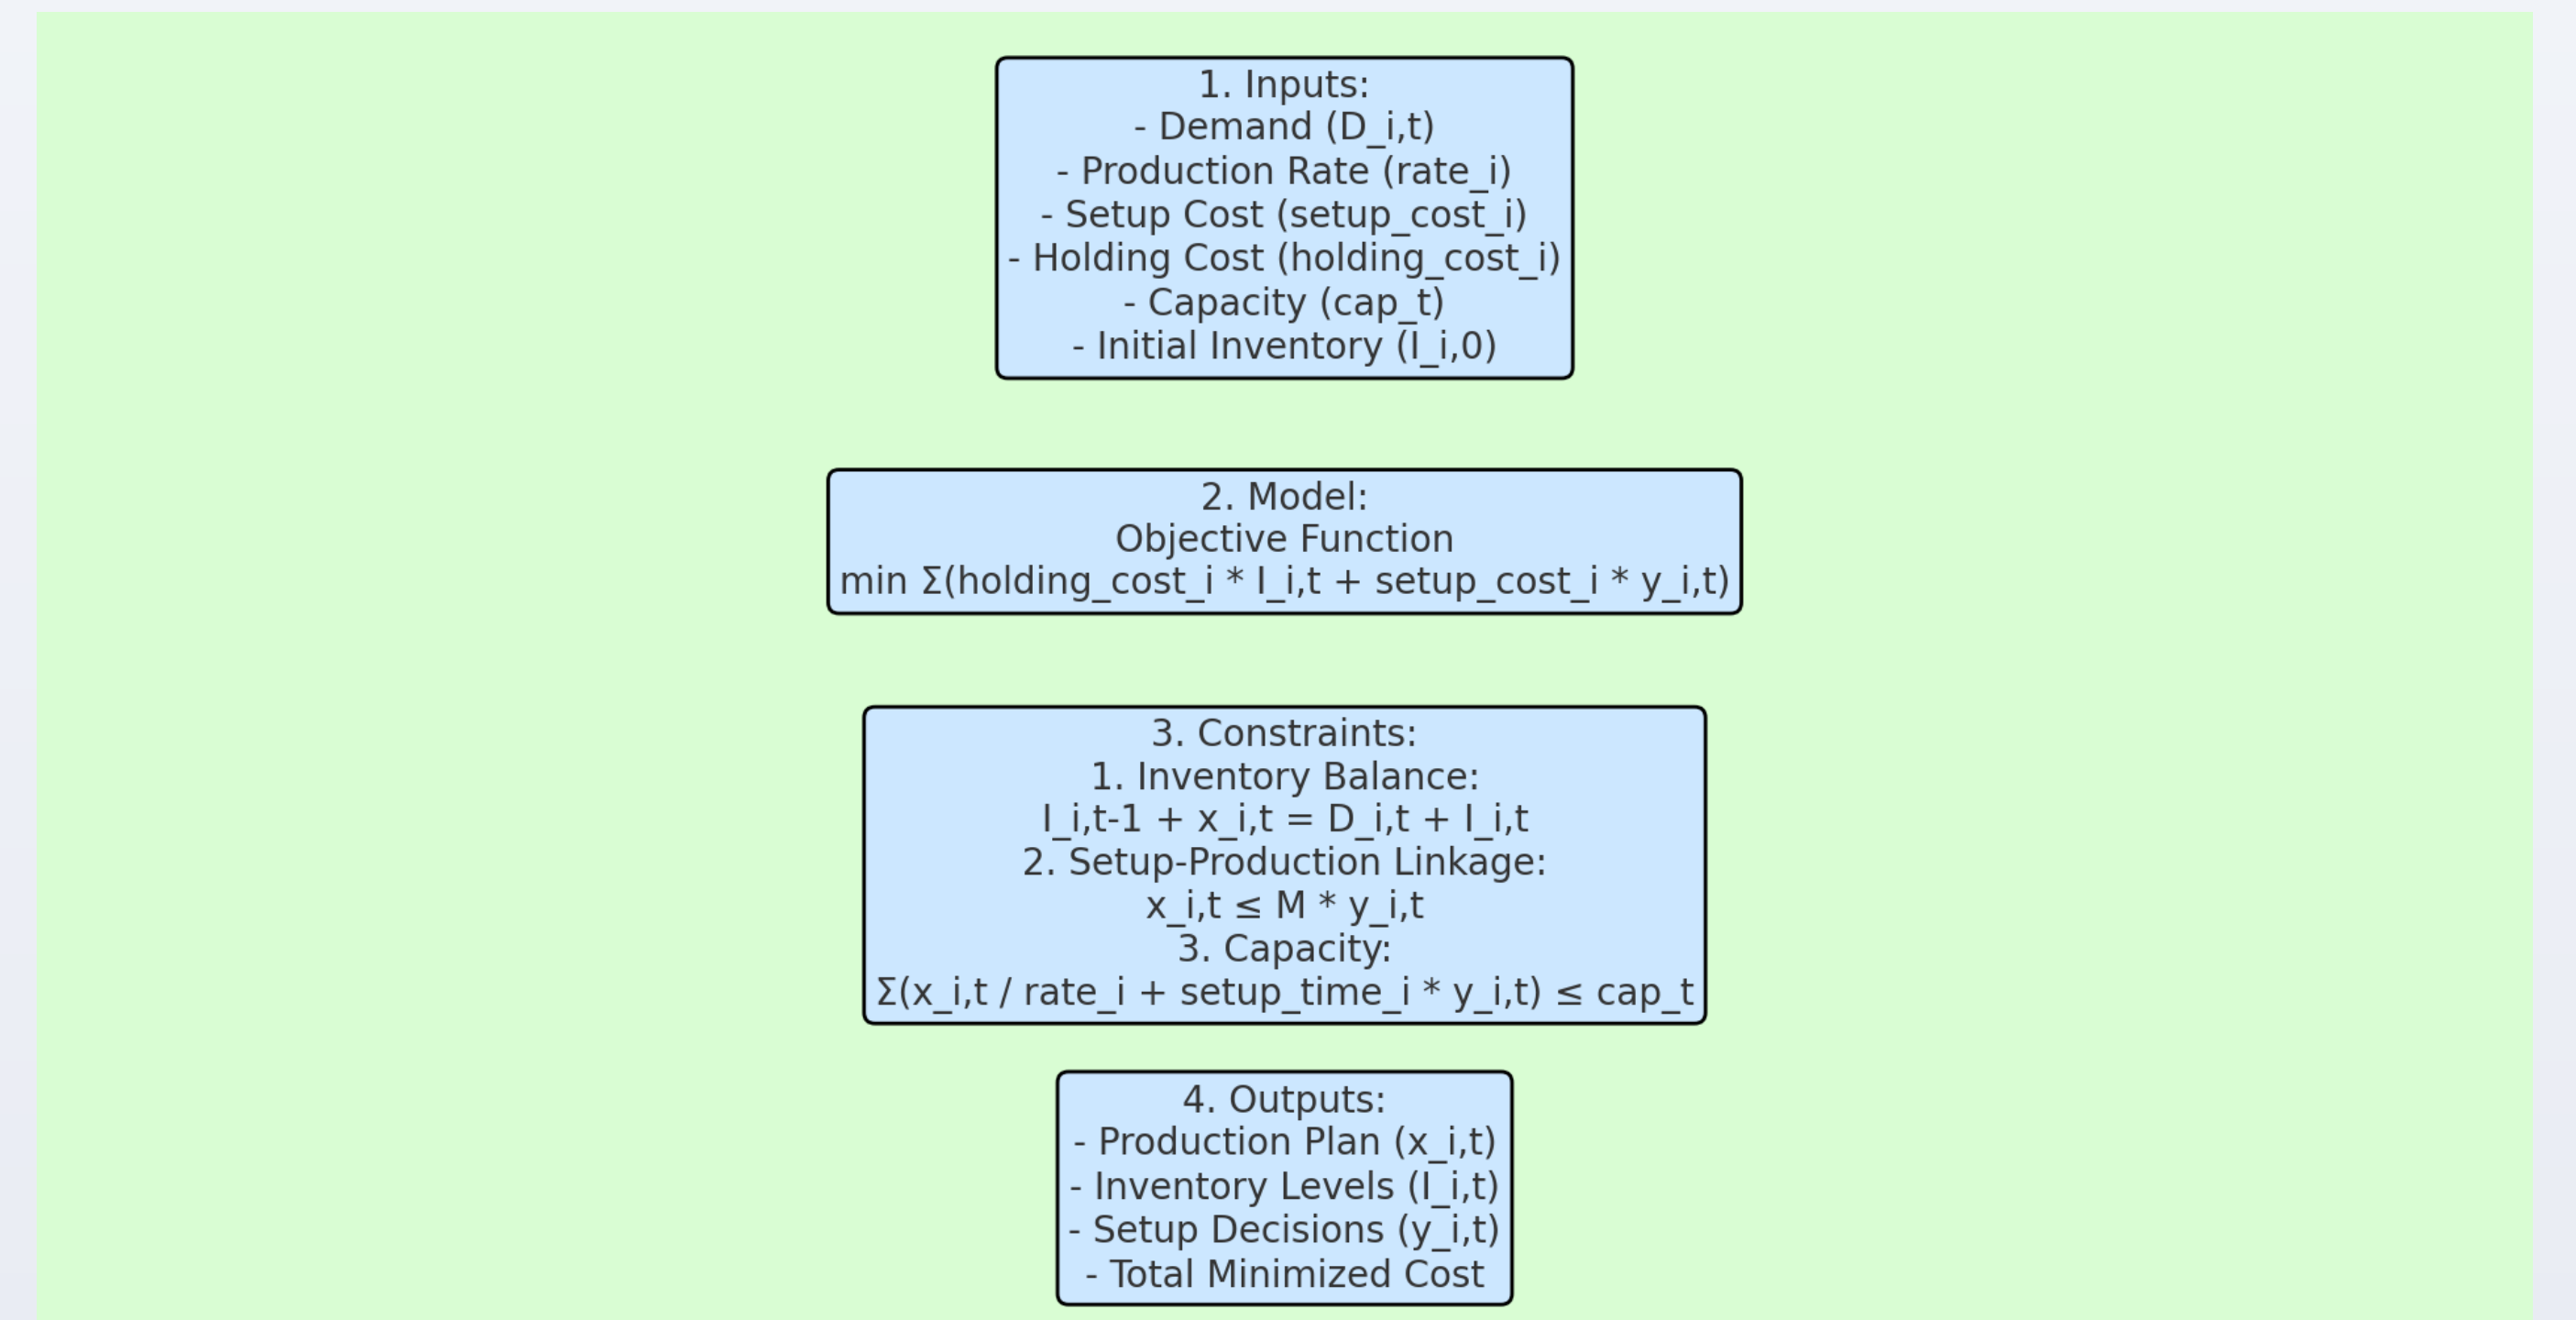 1. Inputs:
- Demand (D_i,t)
- Production Rate (rate_i)
- Setup Cost (setup_cost_i)
- Holding Cost (holding_cost_i)
- Capacity (cap_t)
- Initial Inventory (I_i,0)
2. Model:
Objective Function
min Σ(holding_cost_i * I_i,t + setup_cost_i * y_i,t)
3. Constraints:
1. Inventory Balance:
I_i,t-1 + x_i,t = D_i,t + I_i,t
2. Setup-Production Linkage:
x_i,t ≤ M * y_i,t
3. Capacity:
Σ(x_i,t / rate_i + setup_time_i * y_i,t) ≤ cap_t
4. Outputs:
- Production Plan (x_i,t)
- Inventory Levels (I_i,t)
- Setup Decisions (y_i,t)
- Total Minimized Cost